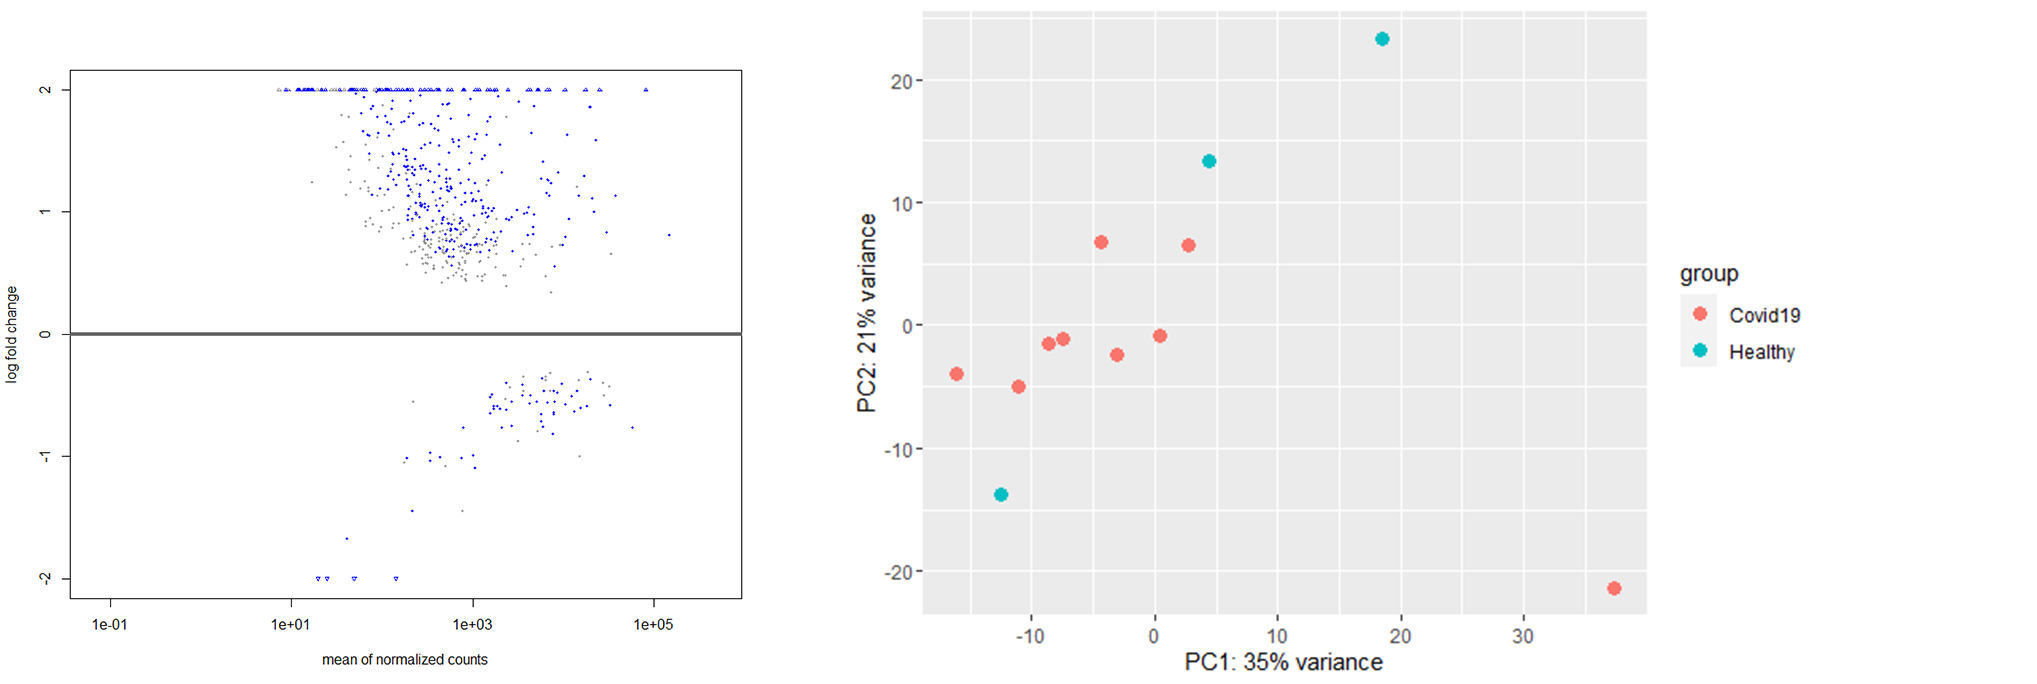 log fold change
2
1
0
-1
-2
1e-01 1e+01 1e+03 1e+05
mean of normalized counts
PC2: 21% variance
20
10
0
-10
-20
-10 0 10 20 30
PC1: 35% variance
group
Covid19
Healthy